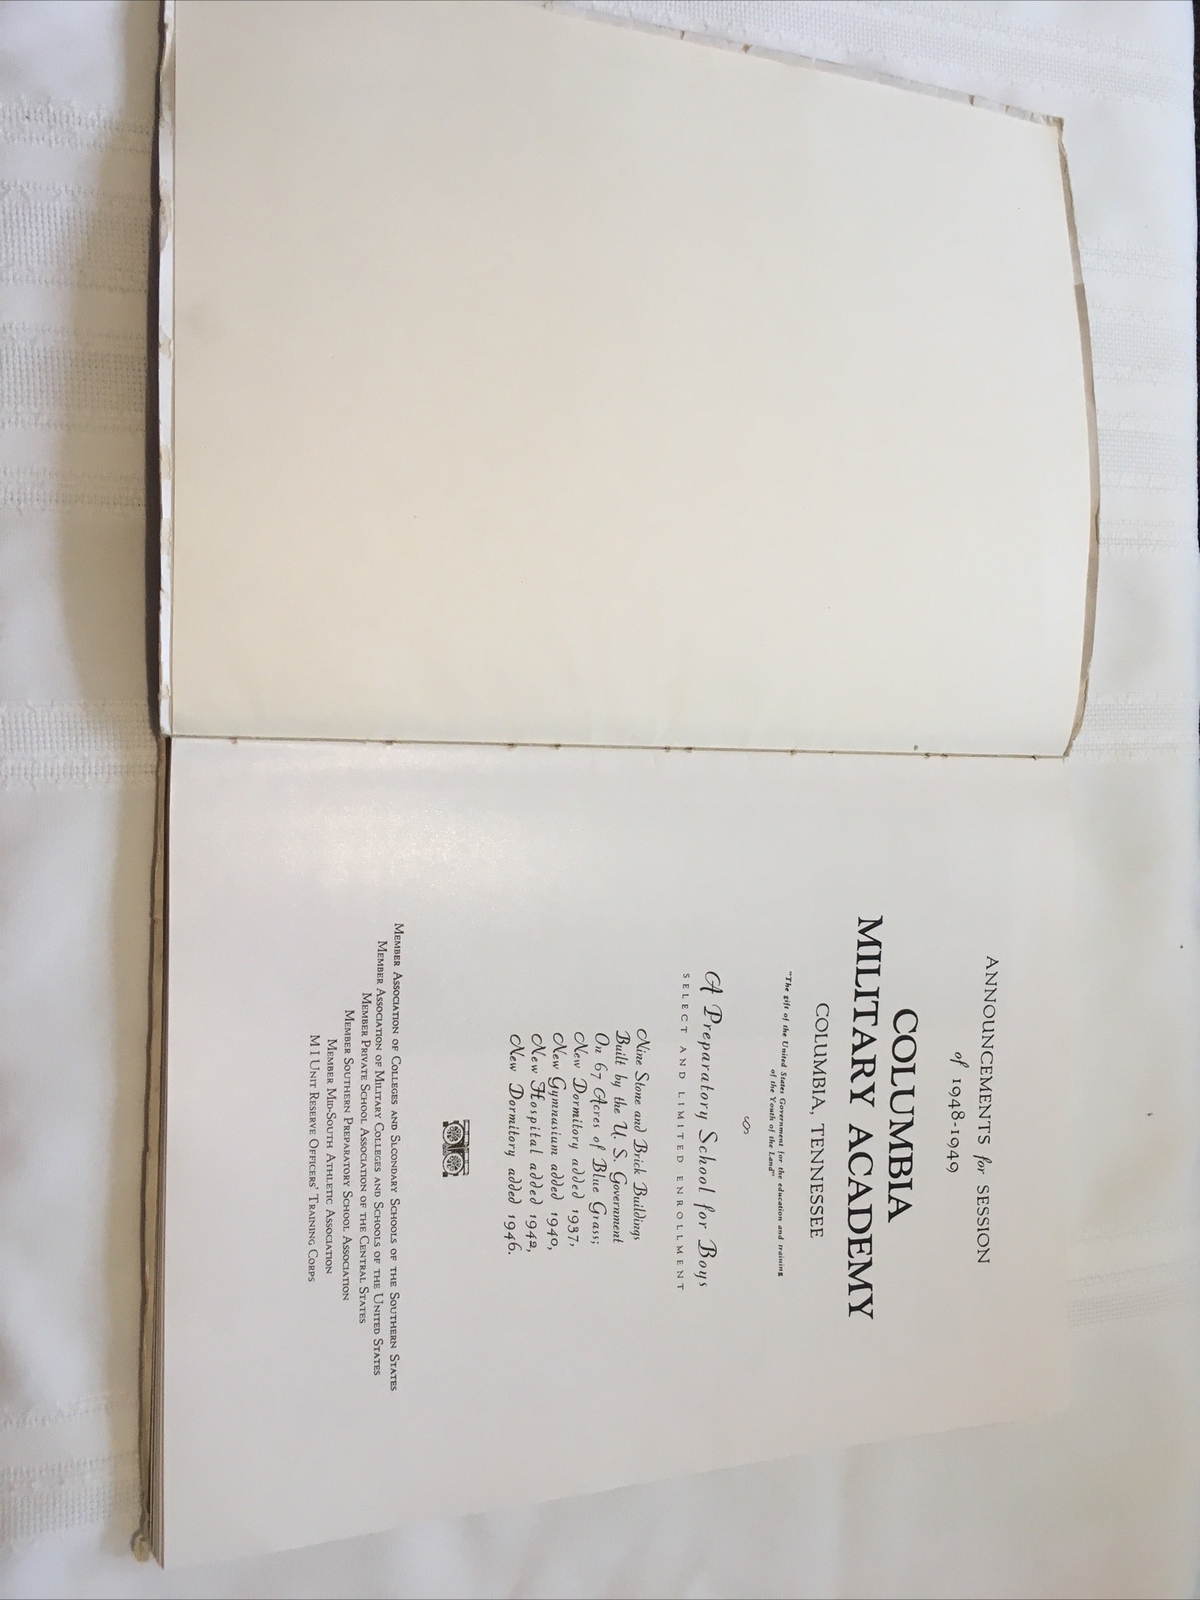 ANNOUNCEMENTS for SESSION
of 1948-1949
COLUMBIA
MILITARY ACADEMY
COLUMBIA, TENNESSEE
"The gift of the United States Government for the education and training
of the Youth of the Land"
A Preparatory School for Boys
SELECT AND LIMITED ENROLLMENT
Nine Stone and Brick Buildings
Built by the U. S. Government
On 67 Acres of Blue Grass;
New Dormitory added 1937,
New Gymnasium added 1940,
New Hospital added 1942,
New Dormitory added 1946.
MEMBER ASSOCIATION OF COLLEGES AND SECONDARY SCHOOLS OF THE SOUTHERN STATES
MEMBER ASSOCIATION OF MILITARY COLLEGES AND SCHOOLS OF THE UNITED STATES
MEMBER PRIVATE SCHOOL ASSOCIATION OF THE CENTRAL STATES
MEMBER SOUTHERN PREPARATORY SCHOOL ASSOCIATION
MEMBER MID-SOUTH ATHLETIC ASSOCIATION
M I UNIT RESERVE OFFICERS' TRAINING CORPS